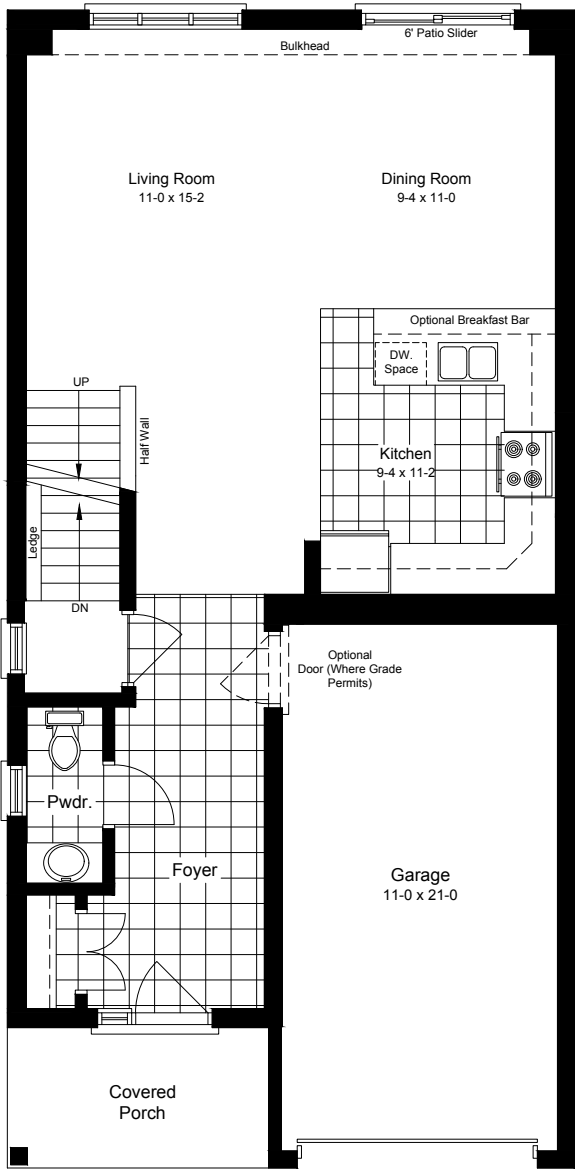 6' Patio Slider
Bulkhead
Living Room
11-0 x 15-2
Dining Room
9-4 x 11-0
Optional Breakfast Bar
DW.
Space
UP
Half Wall
Kitchen
9-4 x 11-2
Ledge
DN
Optional
Door (Where Grade
Permits)
Pwdr.
Foyer
Garage
11-0 x 21-0
Covered
Porch